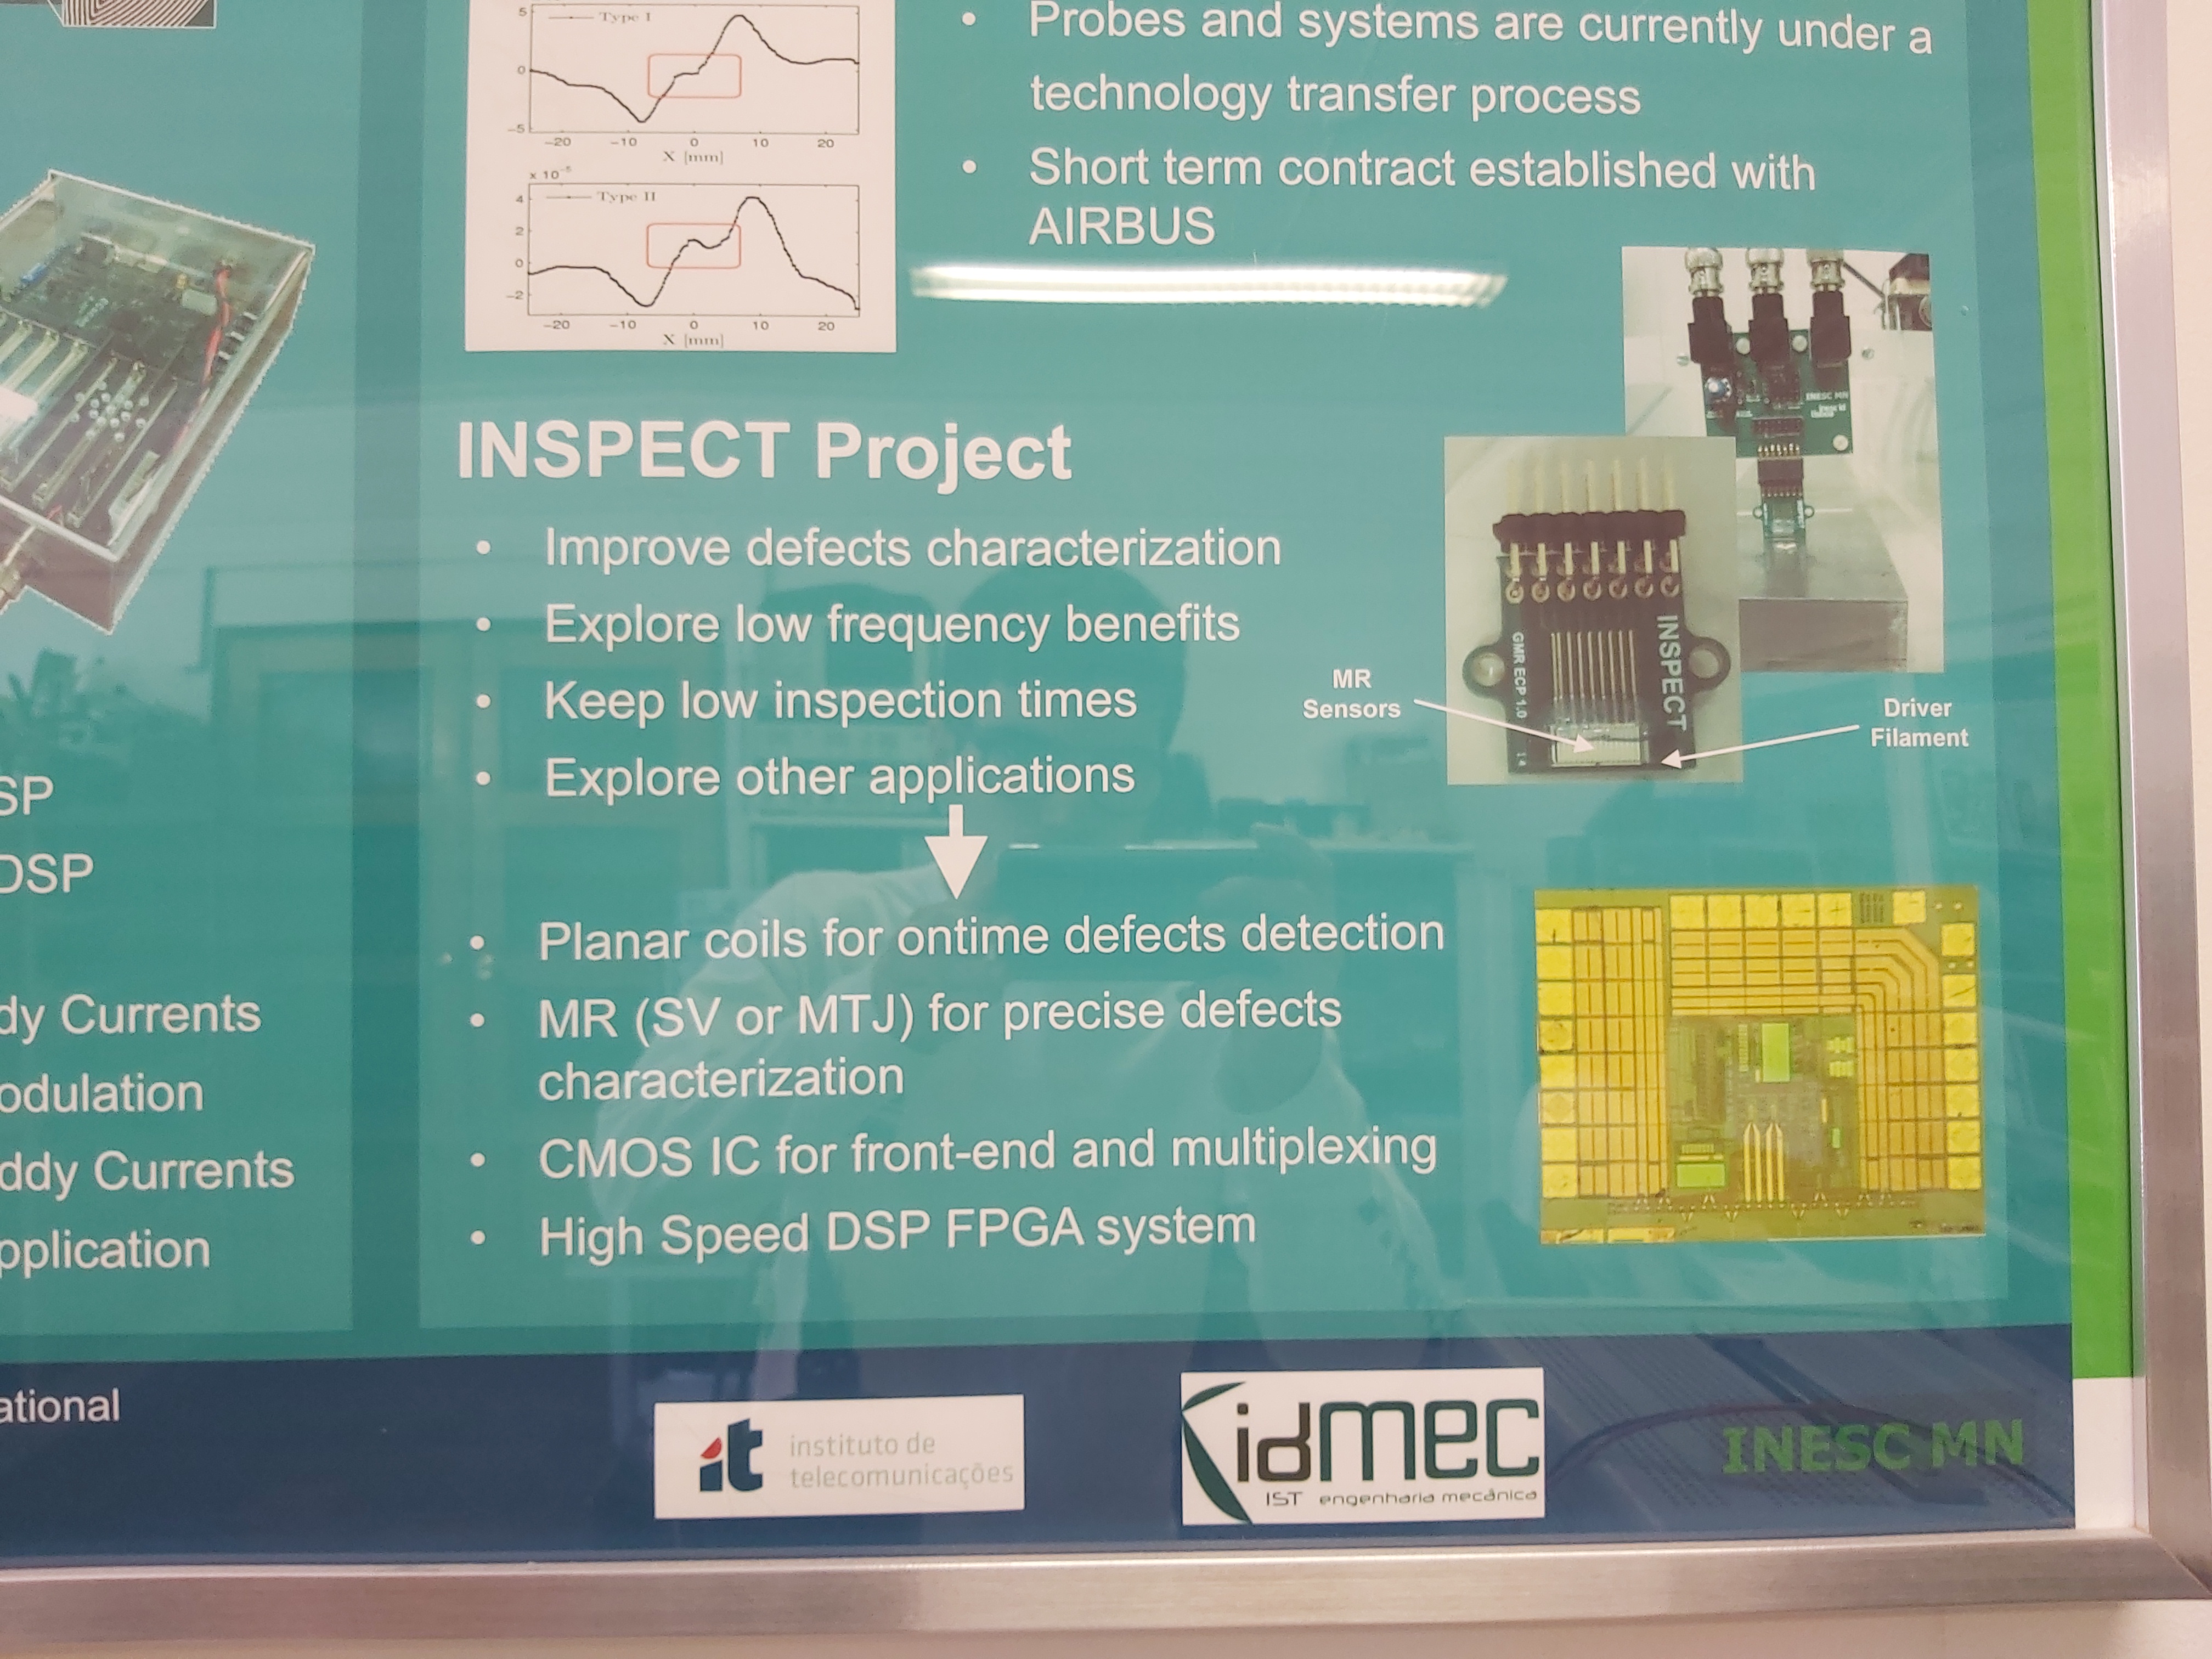 5
Type I
0
-5
-20 -10 0 10 20
X [mm]
x 10
Type II
4
2
0
-2
-20 -10 0 10 20
X [mm]
• Probes and systems are currently under a
technology transfer process
• Short term contract established with
AIRBUS
INSPECT Project
• Improve defects characterization
• Explore low frequency benefits
• Keep low inspection times
• Explore other applications
• Planar coils for ontime defects detection
• MR (SV or MTJ) for precise defects
characterization
• CMOS IC for front-end and multiplexing
• High Speed DSP FPGA system
INESC MN
INSPECT
GMR ECP 1.0
MR
Sensors
Driver
Filament
SP
DSP
dy Currents
odulation
ddy Currents
pplication
ational
it instituto de
telecomunicações
idmec
IST engenharia mecânica
INESC MN